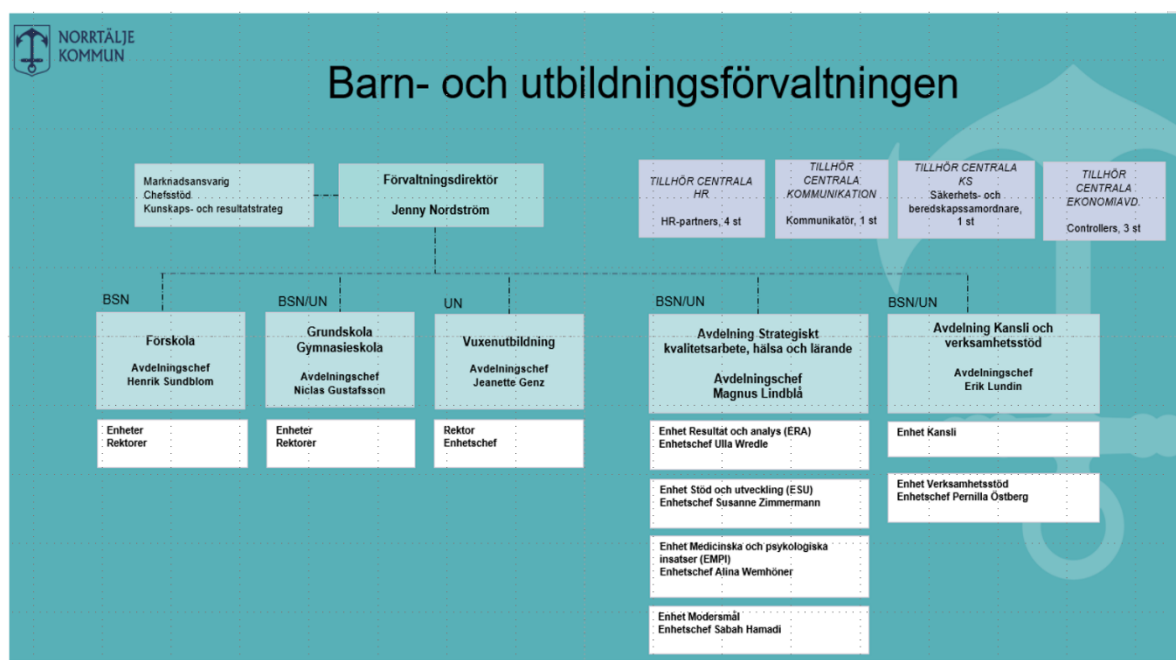 NORRTÄLJE
KOMMUN
Barn- och utbildningsförvaltningen
Marknadsansvarig
Chefsstöd
Kunskaps- och resultatstrateg
Förvaltningsdirektör
Jenny Nordström
TILLHÖR CENTRALA
HR
HR-partners, 4 st
TILLHÖR
CENTRALA
KOMMUNIKATION
Kommunikatör, 1 st
TILLHÖR CENTRALA
KS
Säkerhets- och
beredskapssamordnare,
1 st
TILLHÖR
CENTRALA
EKONOMIAVD.
Controllers, 3 st
BSN
Förskola
Avdelningschef
Henrik Sundblom
Enheter
Rektorer
BSN/UN
Grundskola
Gymnasieskola
Avdelningschef
Niclas Gustafsson
Enheter
Rektorer
UN
Vuxenutbildning
Avdelningschef
Jeanette Genz
Rektor
Enhetschef
BSN/UN
Avdelning Strategiskt
kvalitetsarbete, hälsa och lärande
Avdelningschef
Magnus Lindblå
Enhet Resultat och analys (ERA)
Enhetschef Ulla Wredle
Enhet Stöd och utveckling (ESU)
Enhetschef Susanne Zimmermann
Enhet Medicinska och psykologiska
insatser (EMPI)
Enhetschef Alina Wemhöner
Enhet Modersmål
Enhetschef Sabah Hamadi
BSN/UN
Avdelning Kansli och
verksamhetsstöd
Avdelningschef
Erik Lundin
Enhet Kansli
Enhet Verksamhetsstöd
Enhetschef Pernilla Östberg